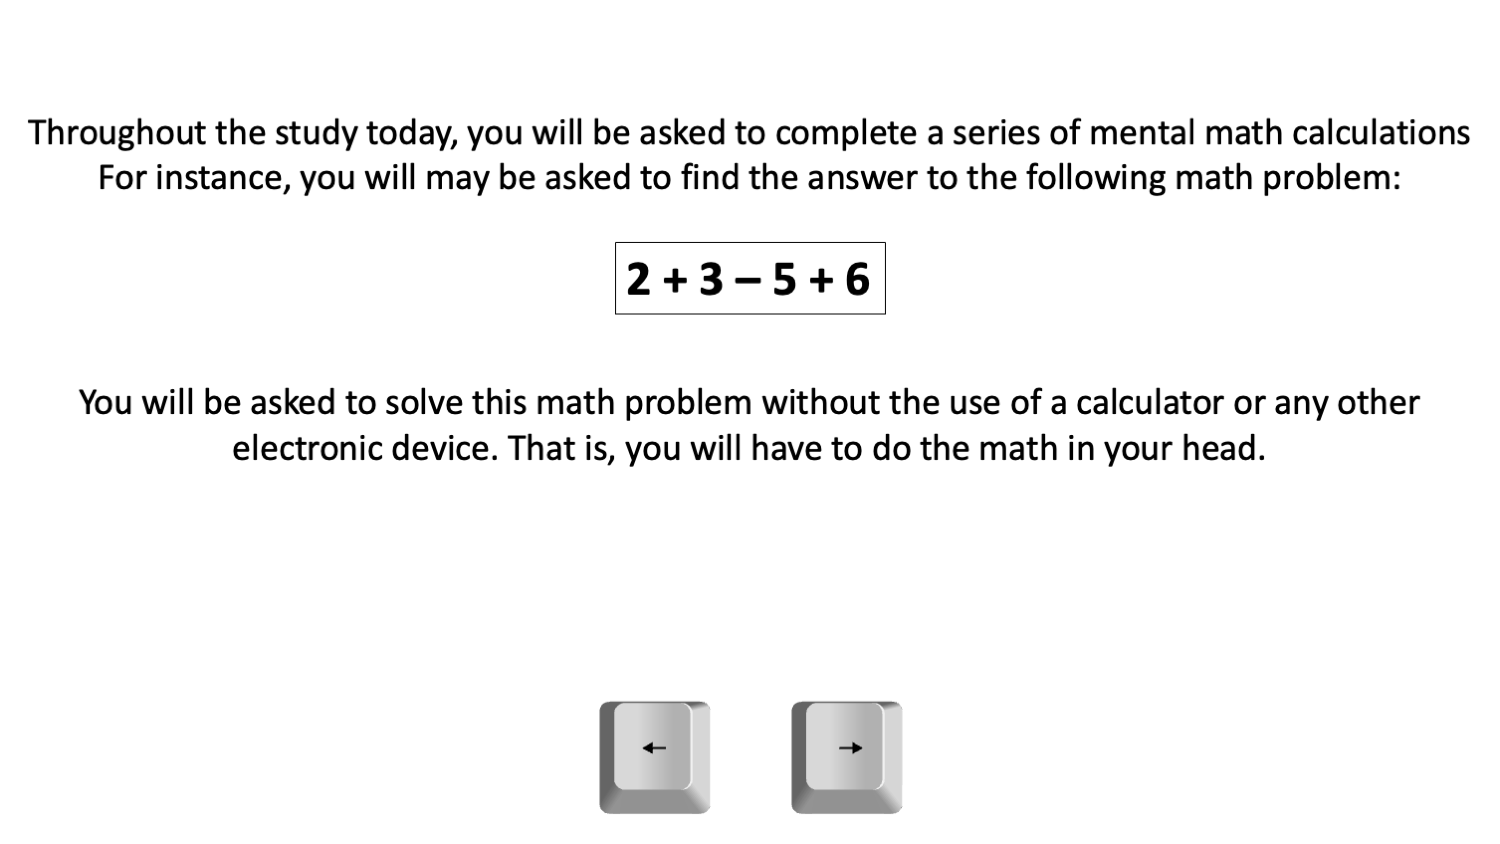 Throughout the study today, you will be asked to complete a series of mental math calculations
For instance, you will may be asked to find the answer to the following math problem:
2 + 3 – 5 + 6
You will be asked to solve this math problem without the use of a calculator or any other
electronic device. That is, you will have to do the math in your head.
← →